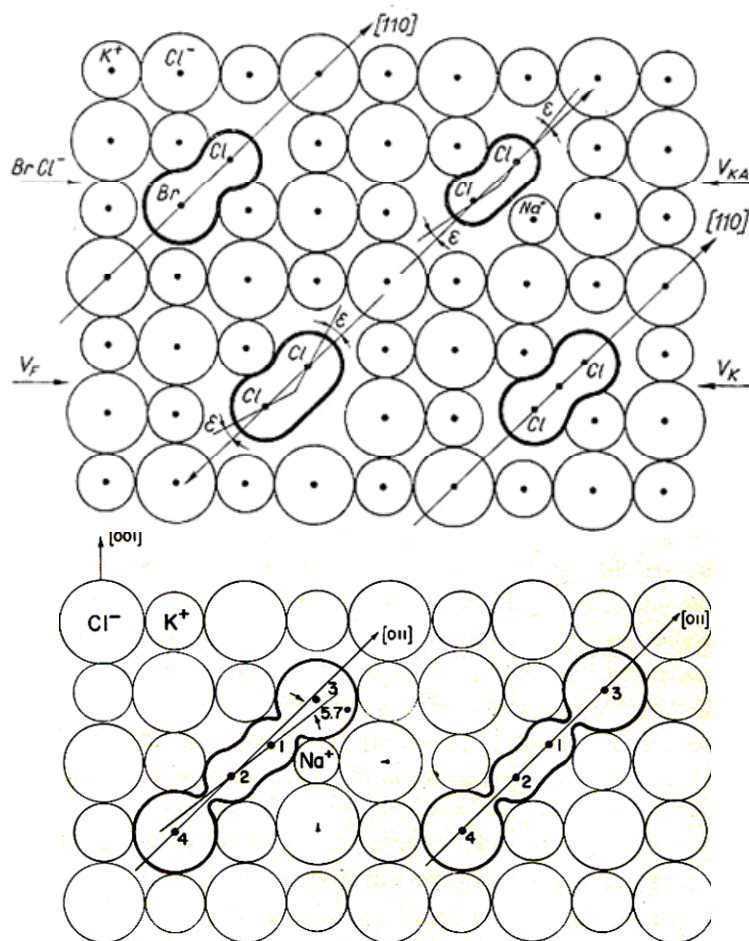 [110]
K⁺
Cl⁻
ε
Cl
Cl
BrCl⁻
V_KA
Br
Cl
Na⁺
ε
[110]
ε
Cl
V_F
Cl
V_K
Cl
ε
Cl
[001]
Cl⁻
K⁺
[011]
[011]
3
3
5.7
1
1
Na⁺
2
2
4
4